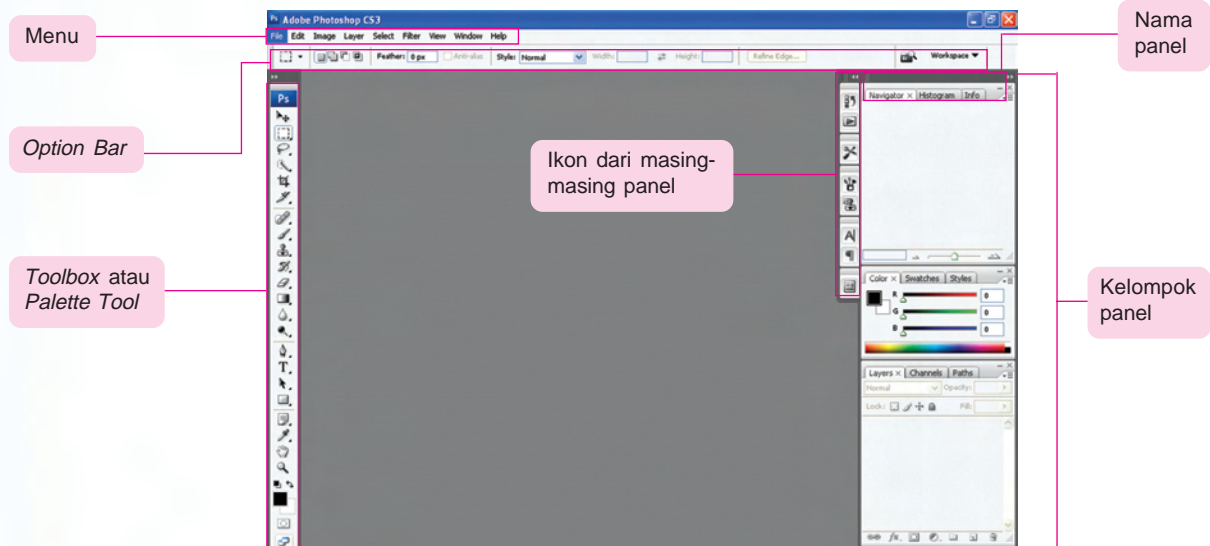 Adobe Photoshop CS3
File Edit Image Layer Select Filter View Window Help
Feather: 0 px Anti-alias Style: Normal Width: Height: Refine Edge... Workspace
Menu
Nama
panel
Option Bar
Ps
Navigator × Histogram Info
Ikon dari masing-
masing panel
Toolbox atau
Palette Tool
Color × Swatches Styles
R 0
G 0
B 0
Kelompok
panel
Layers × Channels Paths
Normal Opacity:
Lock: Fill: